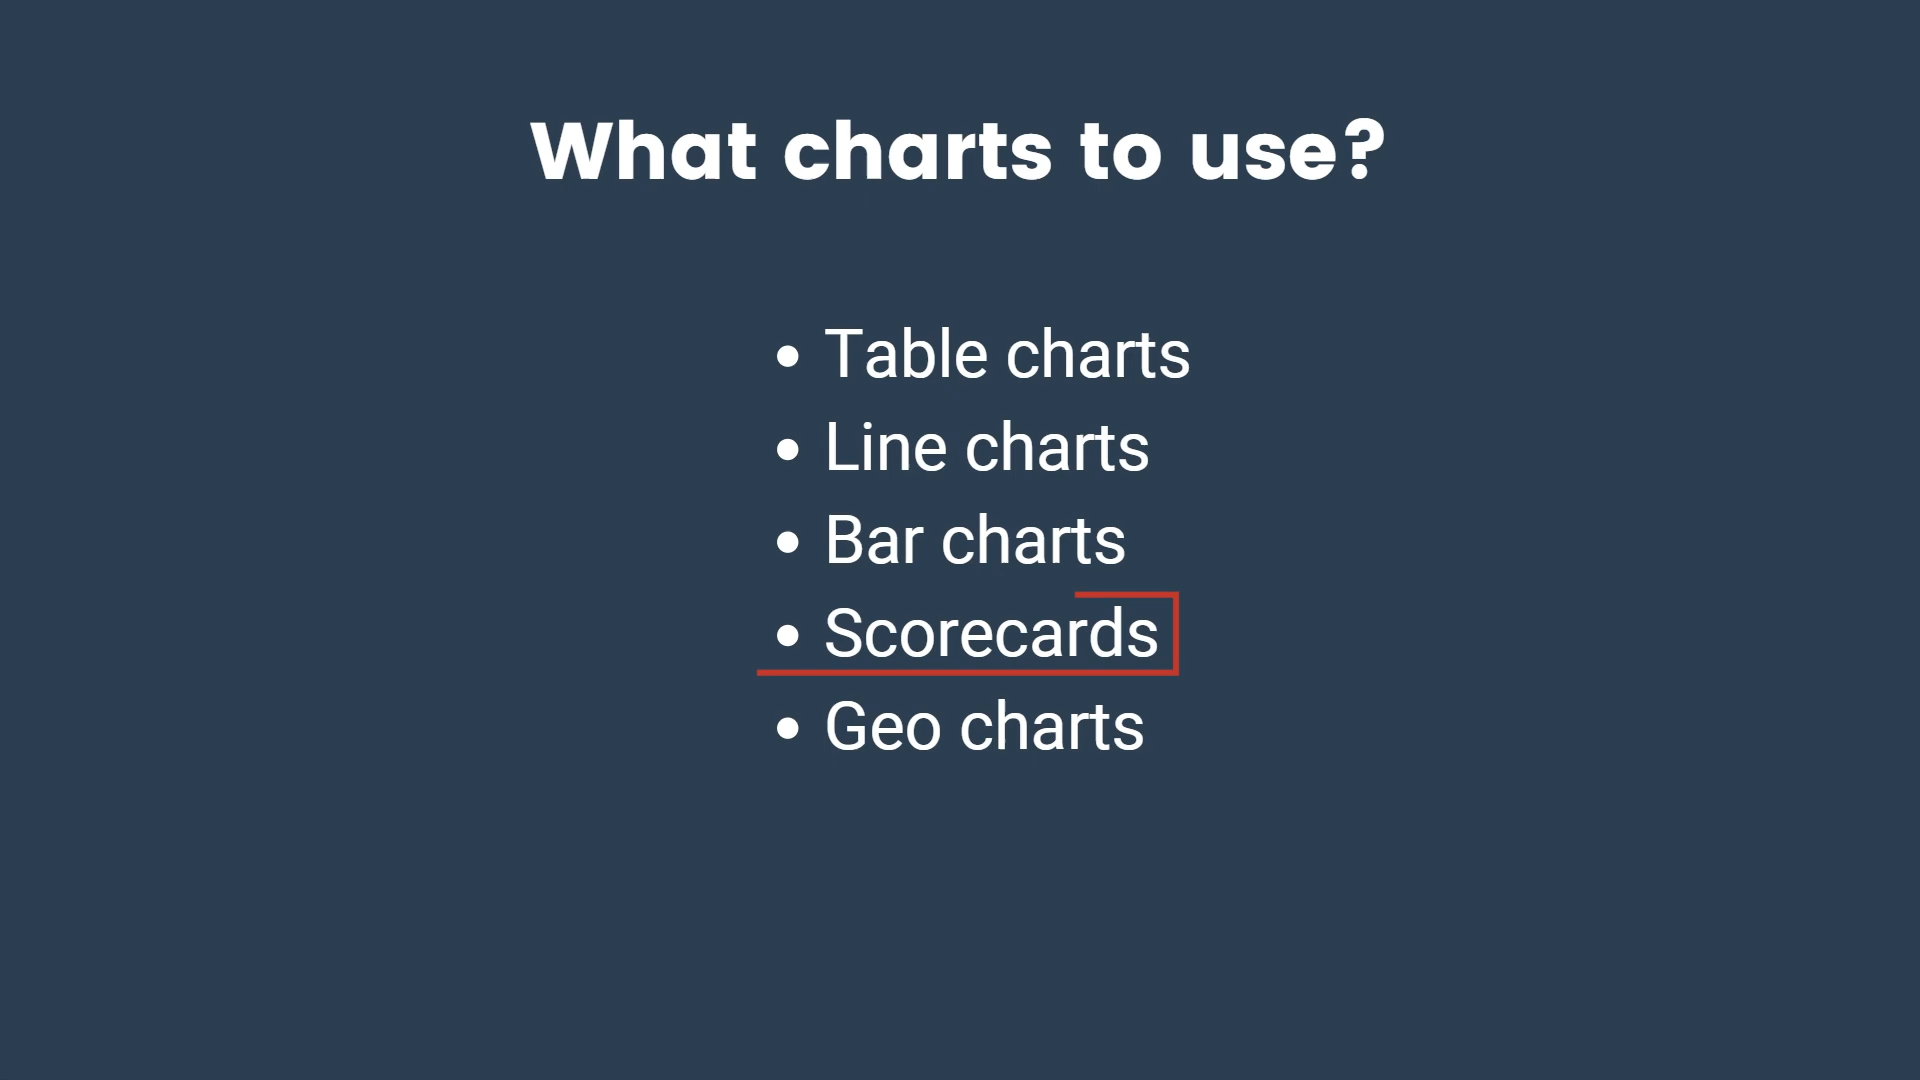 What charts to use?
• Table charts
• Line charts
• Bar charts
• Scorecards
• Geo charts